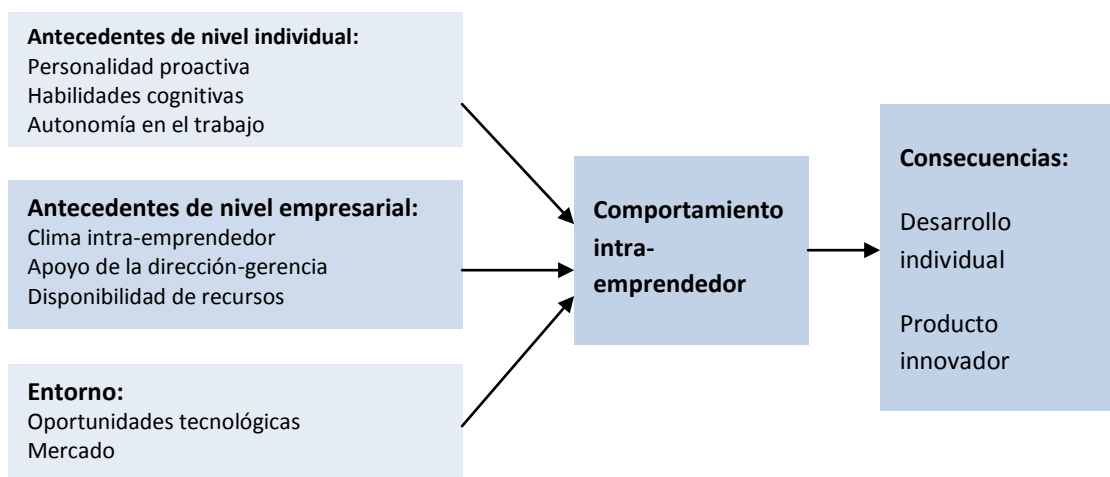 Antecedentes de nivel individual:
Personalidad proactiva
Habilidades cognitivas
Autonomía en el trabajo
Antecedentes de nivel empresarial:
Clima intra-emprendedor
Apoyo de la dirección-gerencia
Disponibilidad de recursos
Entorno:
Oportunidades tecnológicas
Mercado
Comportamiento
intra-
emprendedor
Consecuencias:
Desarrollo
individual
Producto
innovador